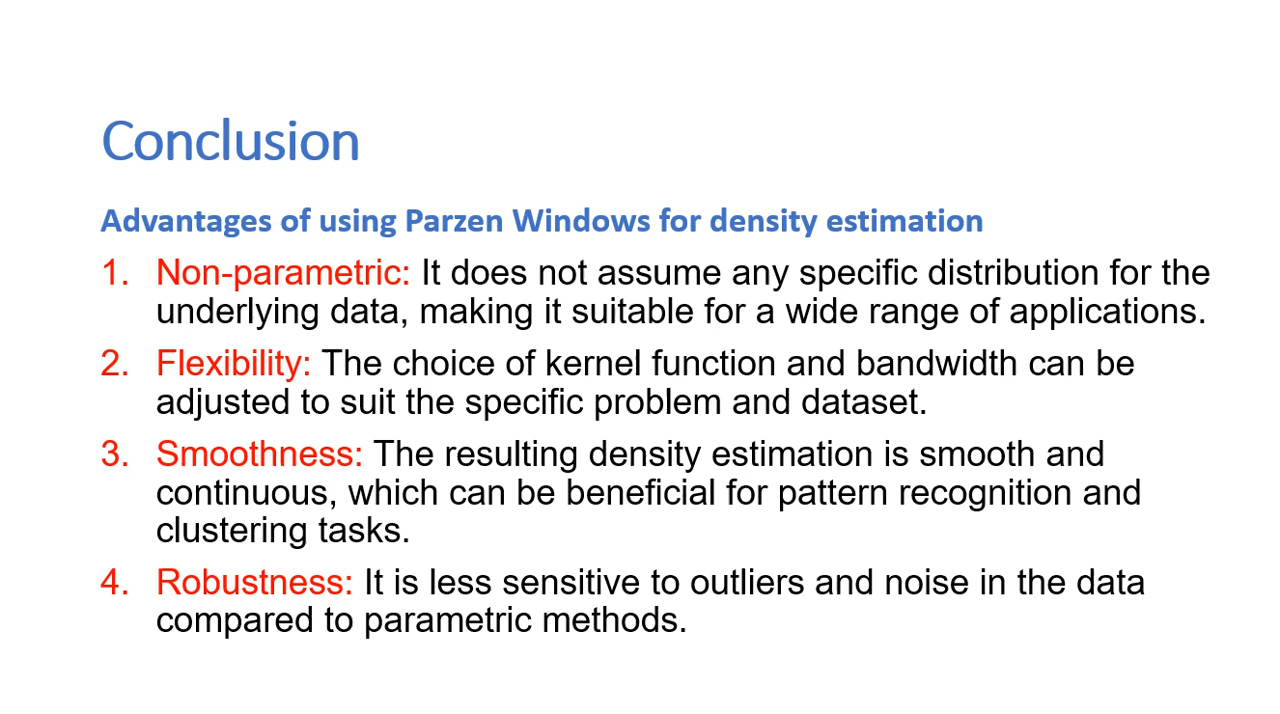 Conclusion
Advantages of using Parzen Windows for density estimation
1. Non-parametric: It does not assume any specific distribution for the
underlying data, making it suitable for a wide range of applications.
2. Flexibility: The choice of kernel function and bandwidth can be
adjusted to suit the specific problem and dataset.
3. Smoothness: The resulting density estimation is smooth and
continuous, which can be beneficial for pattern recognition and
clustering tasks.
4. Robustness: It is less sensitive to outliers and noise in the data
compared to parametric methods.